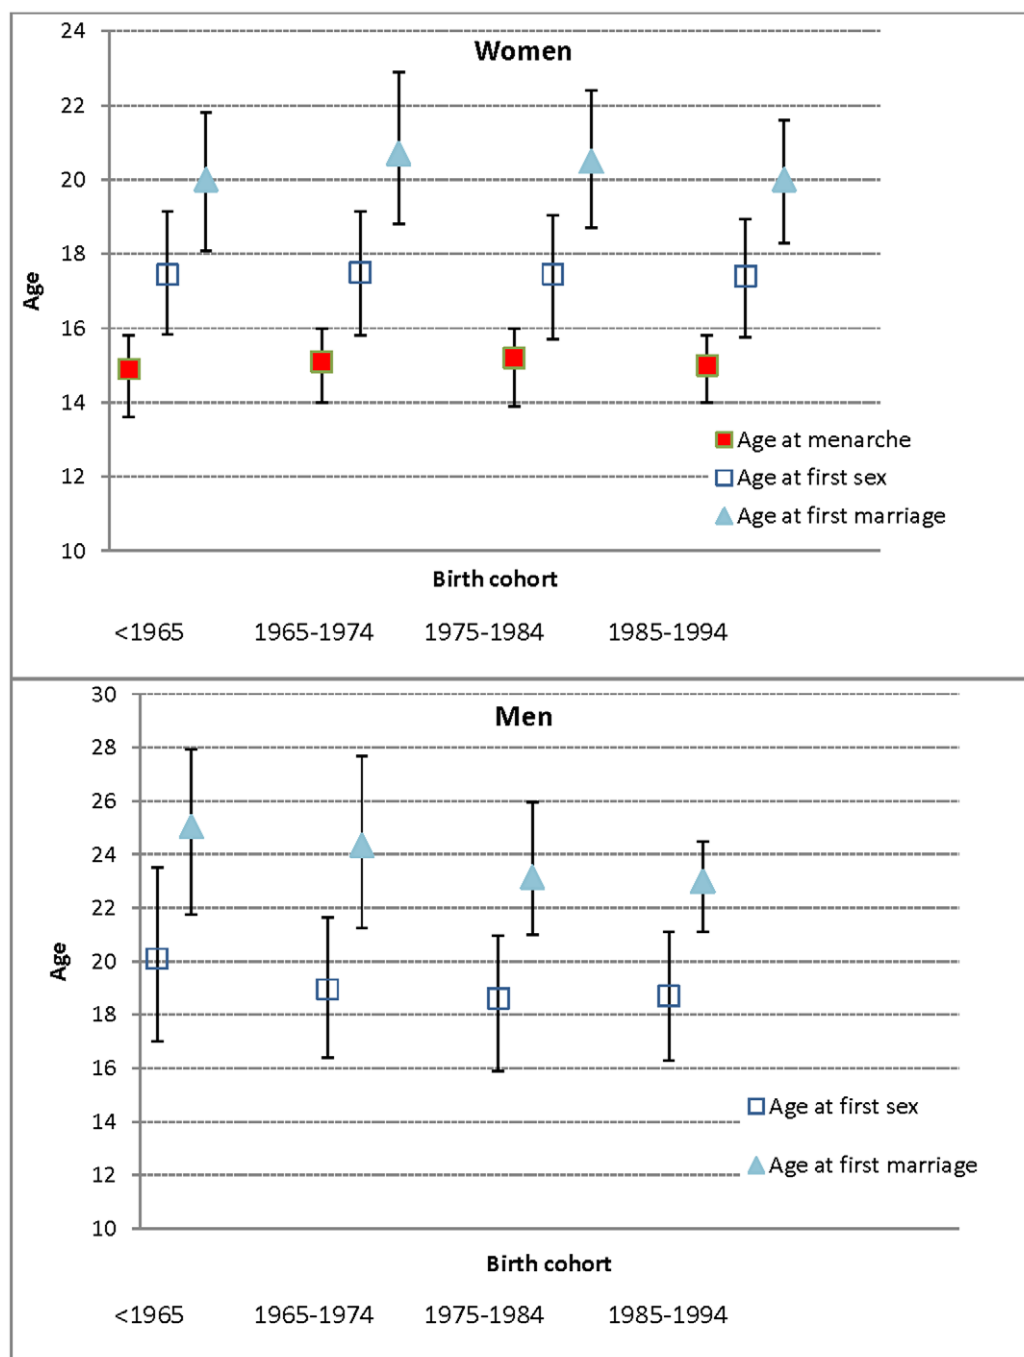 Women
24
22
20
18
16
14
12
10
Age
Age at menarche
Age at first sex
Age at first marriage
Birth cohort
<1965 1965-1974 1975-1984 1985-1994
Men
30
28
26
24
22
20
18
16
14
12
10
Age
Age at first sex
Age at first marriage
Birth cohort
<1965 1965-1974 1975-1984 1985-1994